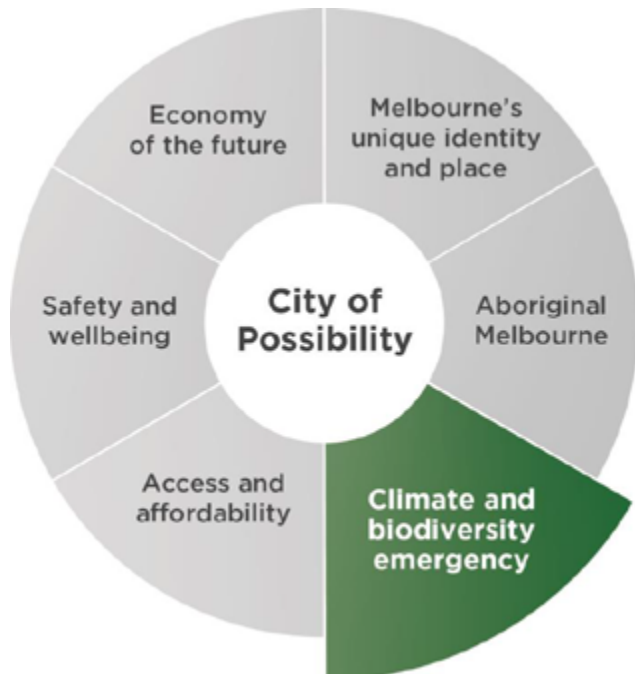 Economy
of the future
Melbourne's
unique identity
and place
Safety and
wellbeing
City of
Possibility
Aboriginal
Melbourne
Access and
affordability
Climate and
biodiversity
emergency